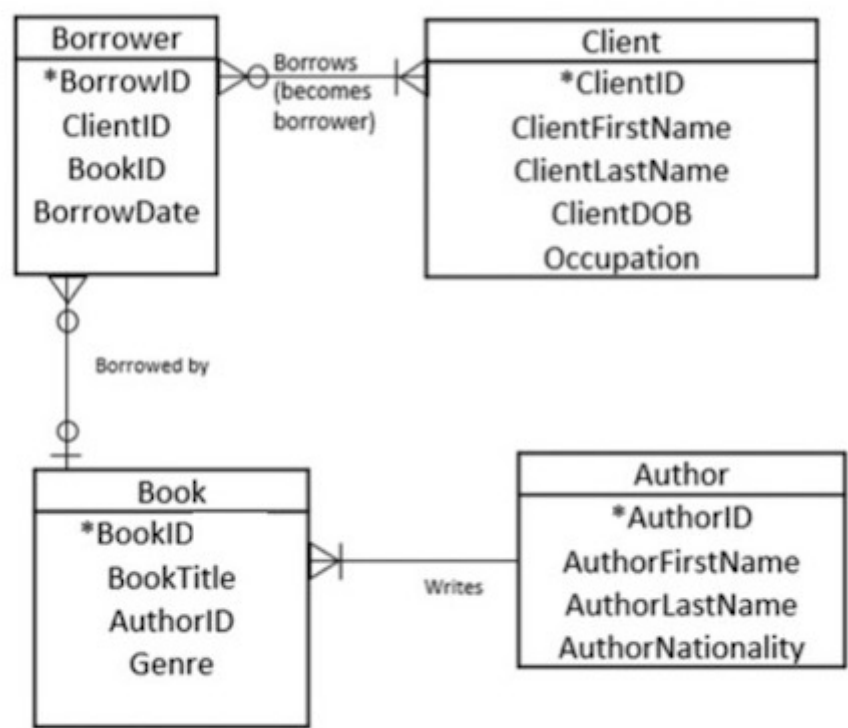 Borrower
*BorrowID
ClientID
BookID
BorrowDate
Borrows
(becomes
borrower)
Client
*ClientID
ClientFirstName
ClientLastName
ClientDOB
Occupation
Borrowed by
Book
*BookID
BookTitle
AuthorID
Genre
Writes
Author
*AuthorID
AuthorFirstName
AuthorLastName
AuthorNationality